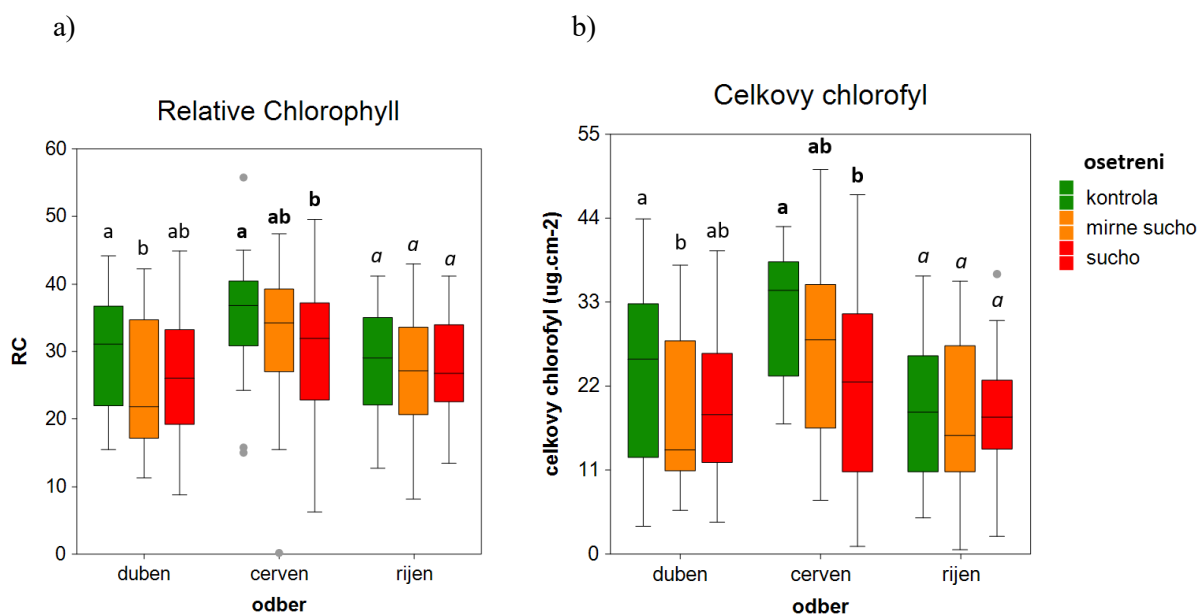 a)
Relative Chlorophyll
60
50
40
30
20
10
0
RC
a b ab
a ab b
a a a
duben cerven rijen
odber
b)
Celkovy chlorofyl
55
44
33
22
11
0
celkovy chlorofyl (ug.cm-2)
a b ab
a ab b
a a a
duben cerven rijen
odber
osetreni
kontrola
mirne sucho
sucho